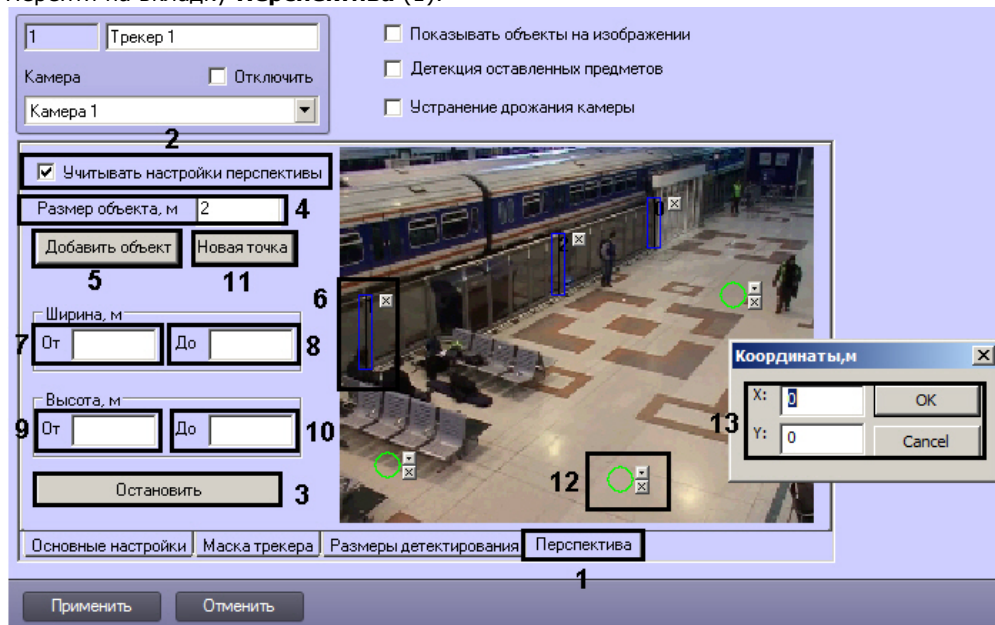 Перейти на вкладку Перспектива (1).
1 Трекер 1
Показывать объекты на изображении
Камера Отключить
Детекция оставленных предметов
Камера 1
Устранение дрожания камеры
2
Учитывать настройки перспективы
Размер объекта, м 2 4
Добавить объект Новая точка
5 11
6
Ширина, м
7 От До 8
Высота, м
9 От До 10
Остановить 3
1
2
0
12
Координаты,м
X: 0 OK
13
Y: 0 Cancel
Основные настройки Маска трекера Размеры детектирования Перспектива
1
Применить Отменить